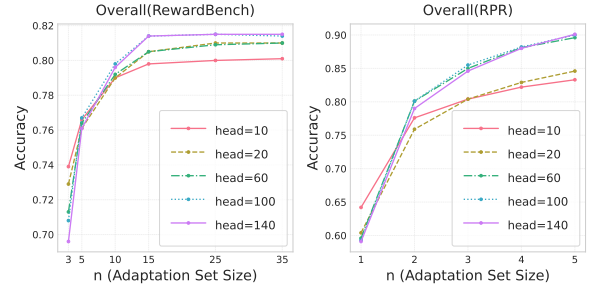 Overall(RewardBench)
Accuracy
0.82
0.80
0.78
0.76
0.74
0.72
0.70
head=10
head=20
head=60
head=100
head=140
3 5 10 15 25 35
n (Adaptation Set Size)
Overall(RPR)
Accuracy
0.90
0.85
0.80
0.75
0.70
0.65
0.60
head=10
head=20
head=60
head=100
head=140
1 2 3 4 5
n (Adaptation Set Size)